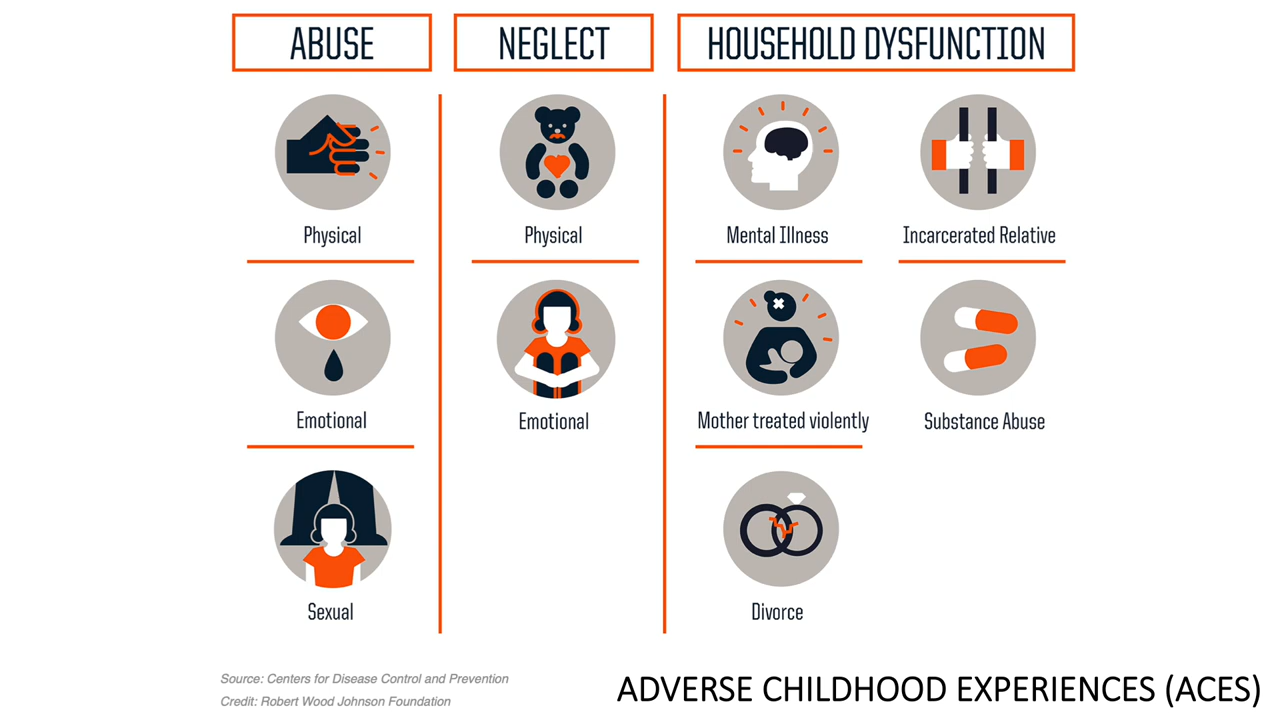 ABUSE
NEGLECT
HOUSEHOLD DYSFUNCTION
Physical
Physical
Mental Illness
Incarcerated Relative
Emotional
Emotional
Mother treated violently
Substance Abuse
Sexual
Divorce
Source: Centers for Disease Control and Prevention
Credit: Robert Wood Johnson Foundation
ADVERSE CHILDHOOD EXPERIENCES (ACES)